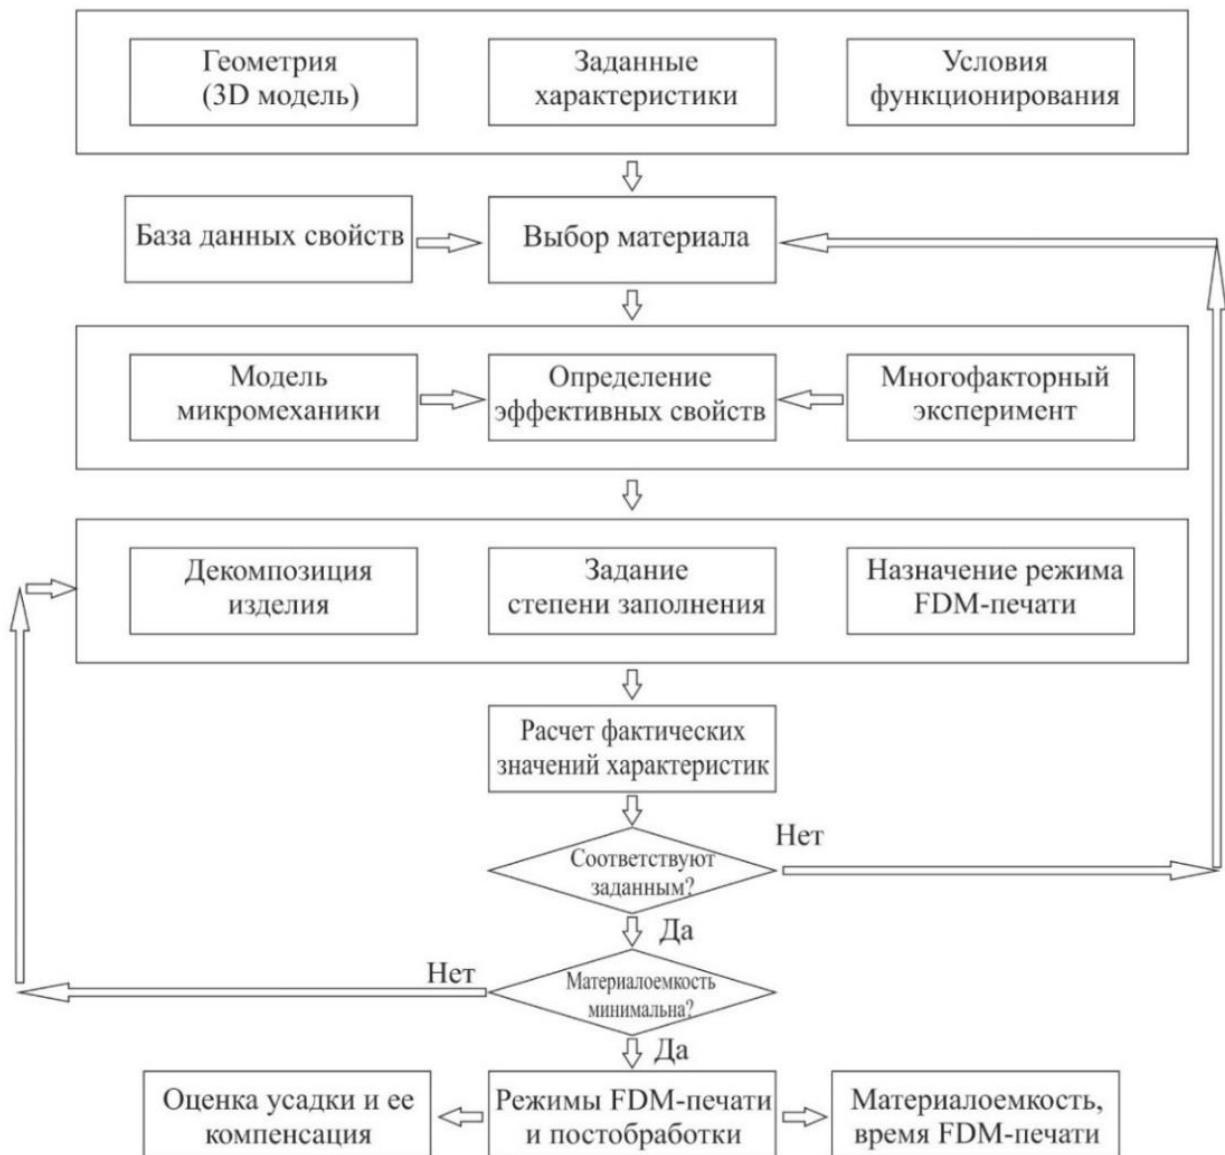 Геометрия
(3D модель)
Заданные
характеристики
Условия
функционирования
База данных свойств
Выбор материала
Модель
микромеханики
Определение
эффективных свойств
Многофакторный
эксперимент
Декомпозиция
изделия
Задание
степени заполнения
Назначение режима
FDM-печати
Расчет фактических
значений характеристик
Соответствуют
заданным?
Нет
Да
Материалоемкость
минимальна?
Нет
Да
Оценка усадки и ее
компенсация
Режимы FDM-печати
и постобработки
Материалоемкость,
время FDM-печати